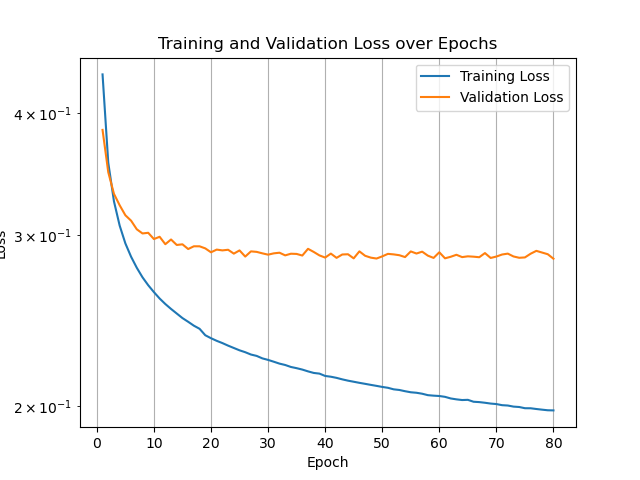 Training and Validation Loss over Epochs
Training Loss
Validation Loss
4 × 10⁻¹
3 × 10⁻¹
2 × 10⁻¹
Loss
0 10 20 30 40 50 60 70 80
Epoch